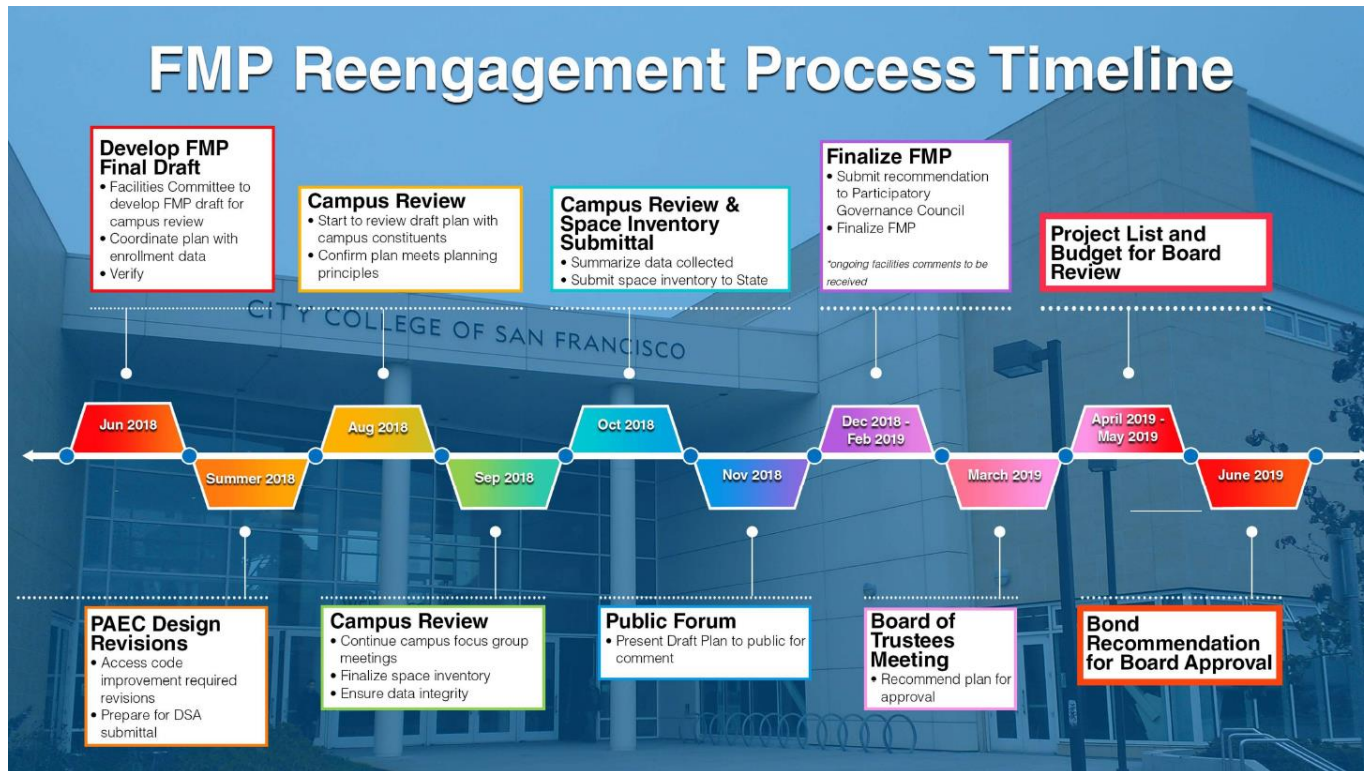 FMP Reengagement Process Timeline
Develop FMP
Final Draft
• Facilities Committee to
develop FMP draft for
campus review
• Coordinate plan with
enrollment data
• Verify
Campus Review
• Start to review draft plan with
campus constituents
• Confirm plan meets planning
principles
Campus Review &
Space Inventory
Submittal
• Summarize data collected
• Submit space inventory to State
Finalize FMP
• Submit recommendation
to Participatory
Governance Council
• Finalize FMP
*ongoing facilities comments to be
received
Project List and
Budget for Board
Review
CITY COLLEGE OF SAN FRANCISCO
Jun 2018
Summer 2018
Aug 2018
Sep 2018
Oct 2018
Nov 2018
Dec 2018 -
Feb 2019
March 2019
April 2019 -
May 2019
June 2019
PAEC Design
Revisions
• Access code
improvement required
revisions
• Prepare for DSA
submittal
Campus Review
• Continue campus focus group
meetings
• Finalize space inventory
• Ensure data integrity
Public Forum
• Present Draft Plan to public for
comment
Board of
Trustees
Meeting
• Recommend plan for
approval
Bond
Recommendation
for Board Approval